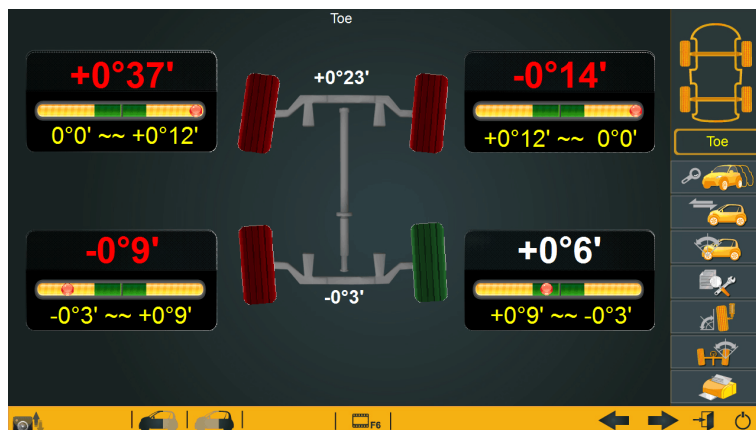 Toe
+0°37'
+0°23'
-0°14'
0°0' ~~ +0°12'
+0°12' ~~ 0°0'
Toe
-0°9'
+0°6'
-0°3'
-0°3' ~~ +0°9'
+0°9' ~~ -0°3'
F6